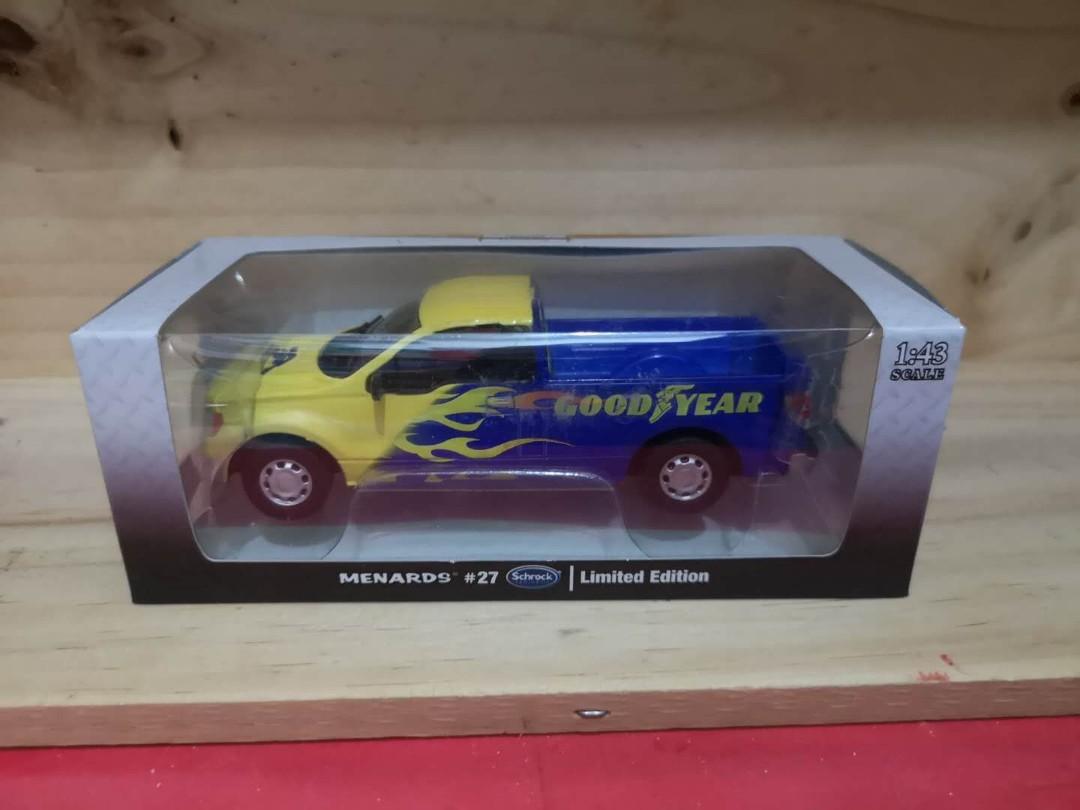 1:43
SCALE
GOODYEAR
MENARDS #27 Schrock | Limited Edition